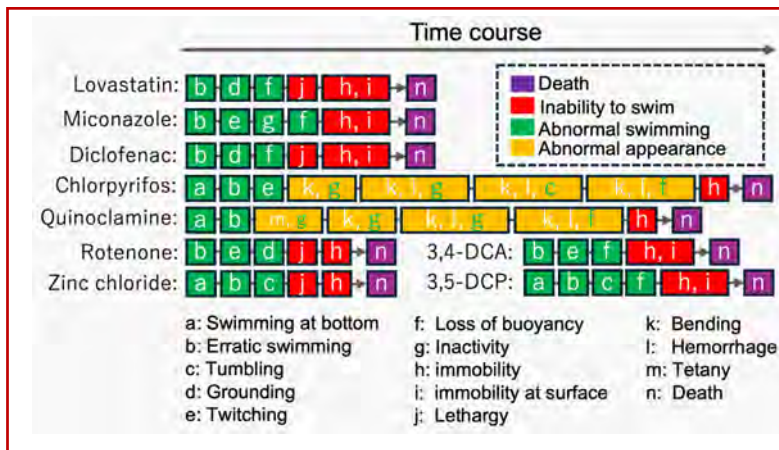 Time course
Lovastatin: b d f j h, i n
Death
Inability to swim
Abnormal swimming
Abnormal appearance
Miconazole: b e g f h, i n
Diclofenac: b d f j h, i n
Chlorpyrifos: a b e k, g k, l, g k, l, c k, l, f h n
Quinoclamine: a b m, g k, g k, l, g k, l, f h n
Rotenone: b e d j h n 3,4-DCA: b e f h, i n
Zinc chloride: a b c j h n 3,5-DCP: a b c f h, i n
a: Swimming at bottom f: Loss of buoyancy k: Bending
b: Erratic swimming g: Inactivity l: Hemorrhage
c: Tumbling h: immobility m: Tetany
d: Grounding i: immobility at surface n: Death
e: Twitching j: Lethargy